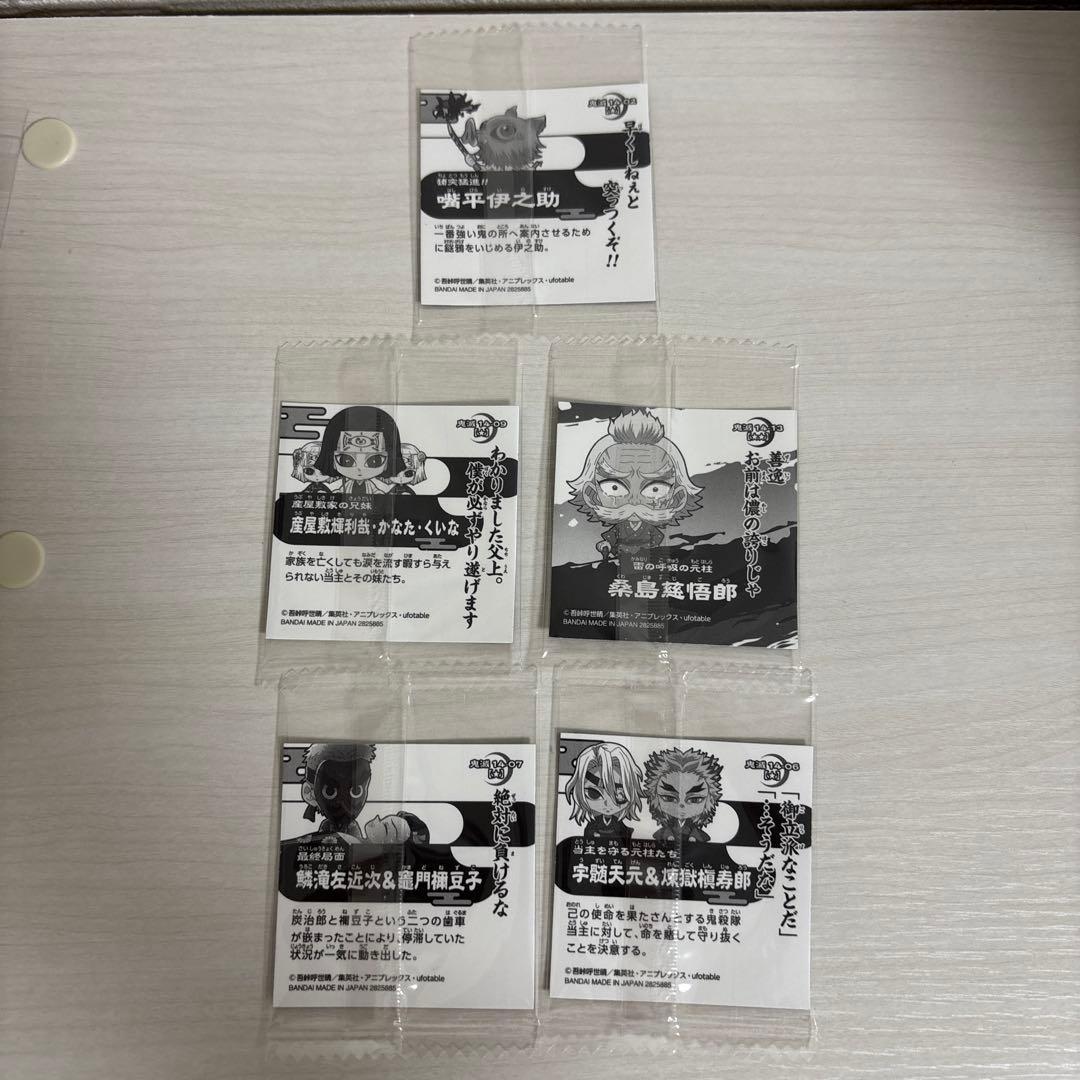 鬼滅 14-02
[★]
早くしねぇと
突っつくぞ!!
猪突猛進!!
嘴平伊之助
一番強い鬼の所へ案内させるため
に鎹鴉をいじめる伊之助。
©吾峠呼世晴／集英社・アニプレックス・ufotable
BANDAI MADE IN JAPAN 2825885
鬼滅 14-09
[★]
わかりました父上。
僕が必ずやり遂げます
産屋敷家の兄妹
産屋敷輝利哉・かなた・くいな
家族を亡くしても涙を流す暇すら与え
られない当主とその妹たち。
©吾峠呼世晴／集英社・アニプレックス・ufotable
BANDAI MADE IN JAPAN 2825885
鬼滅 14-13
[★★]
善逸
お前は儂の誇りじゃ
雷の呼吸の元柱
桑島慈悟郎
©吾峠呼世晴／集英社・アニプレックス・ufotable
BANDAI MADE IN JAPAN 2825885
鬼滅 14-07
[★]
絶対に負けるな
最終局面
鱗滝左近次&竈門禰豆子
炭治郎と禰豆子という二つの歯車
が嵌まったことにより、停滞していた
状況が一気に動き出した。
©吾峠呼世晴／集英社・アニプレックス・ufotable
BANDAI MADE IN JAPAN 2825885
鬼滅 14-06
[★]
「御立派なことだ」
「…そうだな」
当主を守る元柱たち
宇髄天元&煉獄槇寿郎
己の使命を果たさんとする鬼殺隊
当主に対して、命を賭して守り抜く
ことを決意する。
©吾峠呼世晴／集英社・アニプレックス・ufotable
BANDAI MADE IN JAPAN 2825885